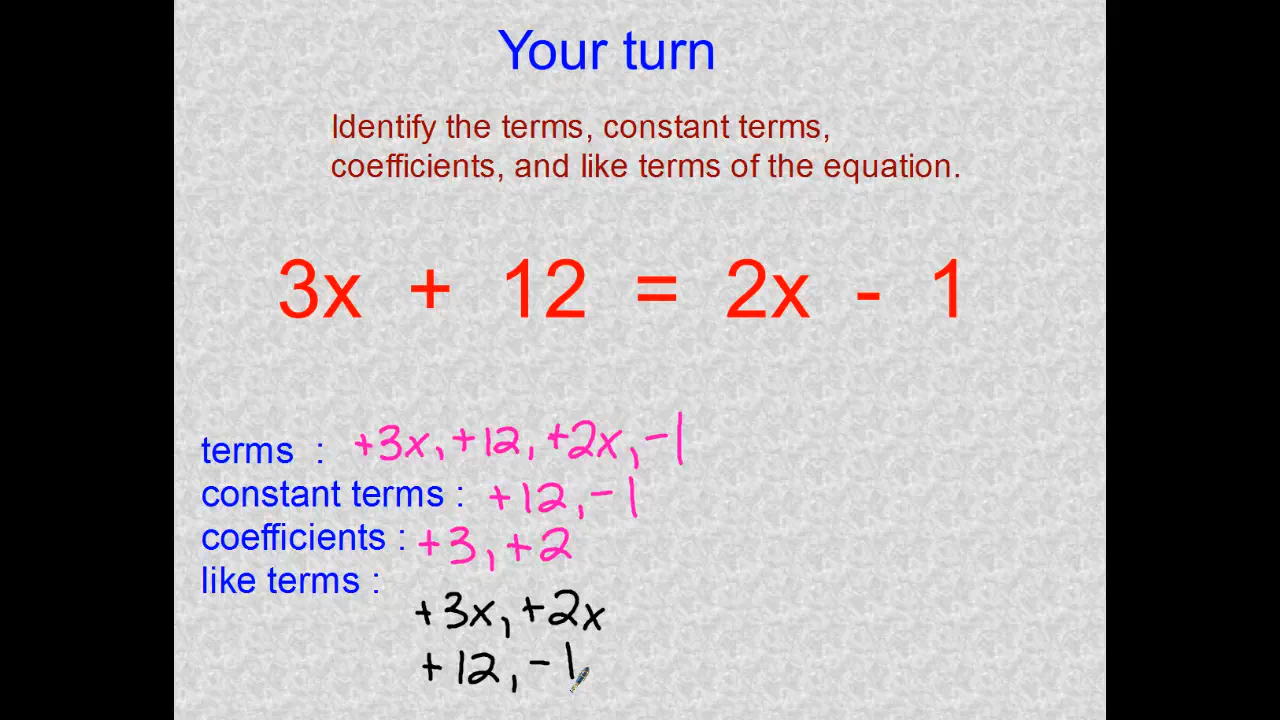 Your turn
Identify the terms, constant terms,
coefficients, and like terms of the equation.
3x + 12 = 2x - 1
terms : +3x, +12, +2x, -1
constant terms : +12, -1
coefficients : +3, +2
like terms :
+3x, +2x
+12, -1